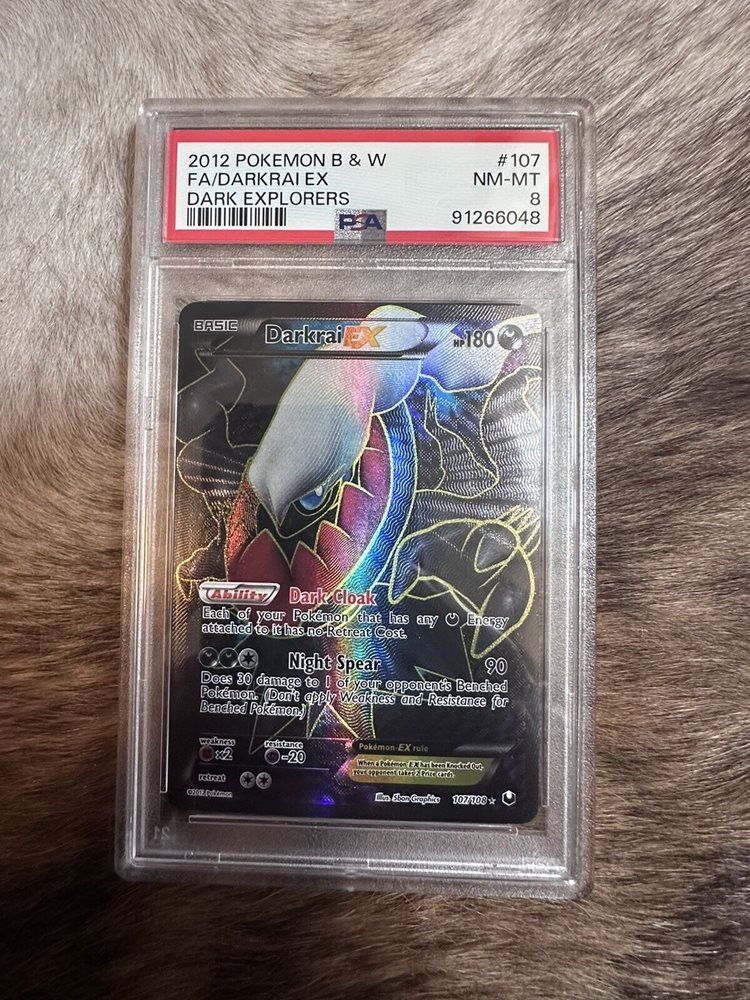 2012 POKEMON B & W #107
FA/DARKRAI EX NM-MT
DARK EXPLORERS 8
PSA 91266048
BASIC Darkrai EX HP180
Ability Dark Cloak
Each of your Pokémon that has any Energy
attached to it has no Retreat Cost.
Night Spear 90
Does 30 damage to 1 of your opponent's Benched
Pokémon. (Don't apply Weakness and Resistance for
Benched Pokémon.)
weakness resistance
×2 -20
retreat
Pokémon-EX rule
When a Pokémon-EX has been Knocked Out,
your opponent takes 2 Prize cards.
©2012 Pokémon Illus. 5ban Graphics 107/108